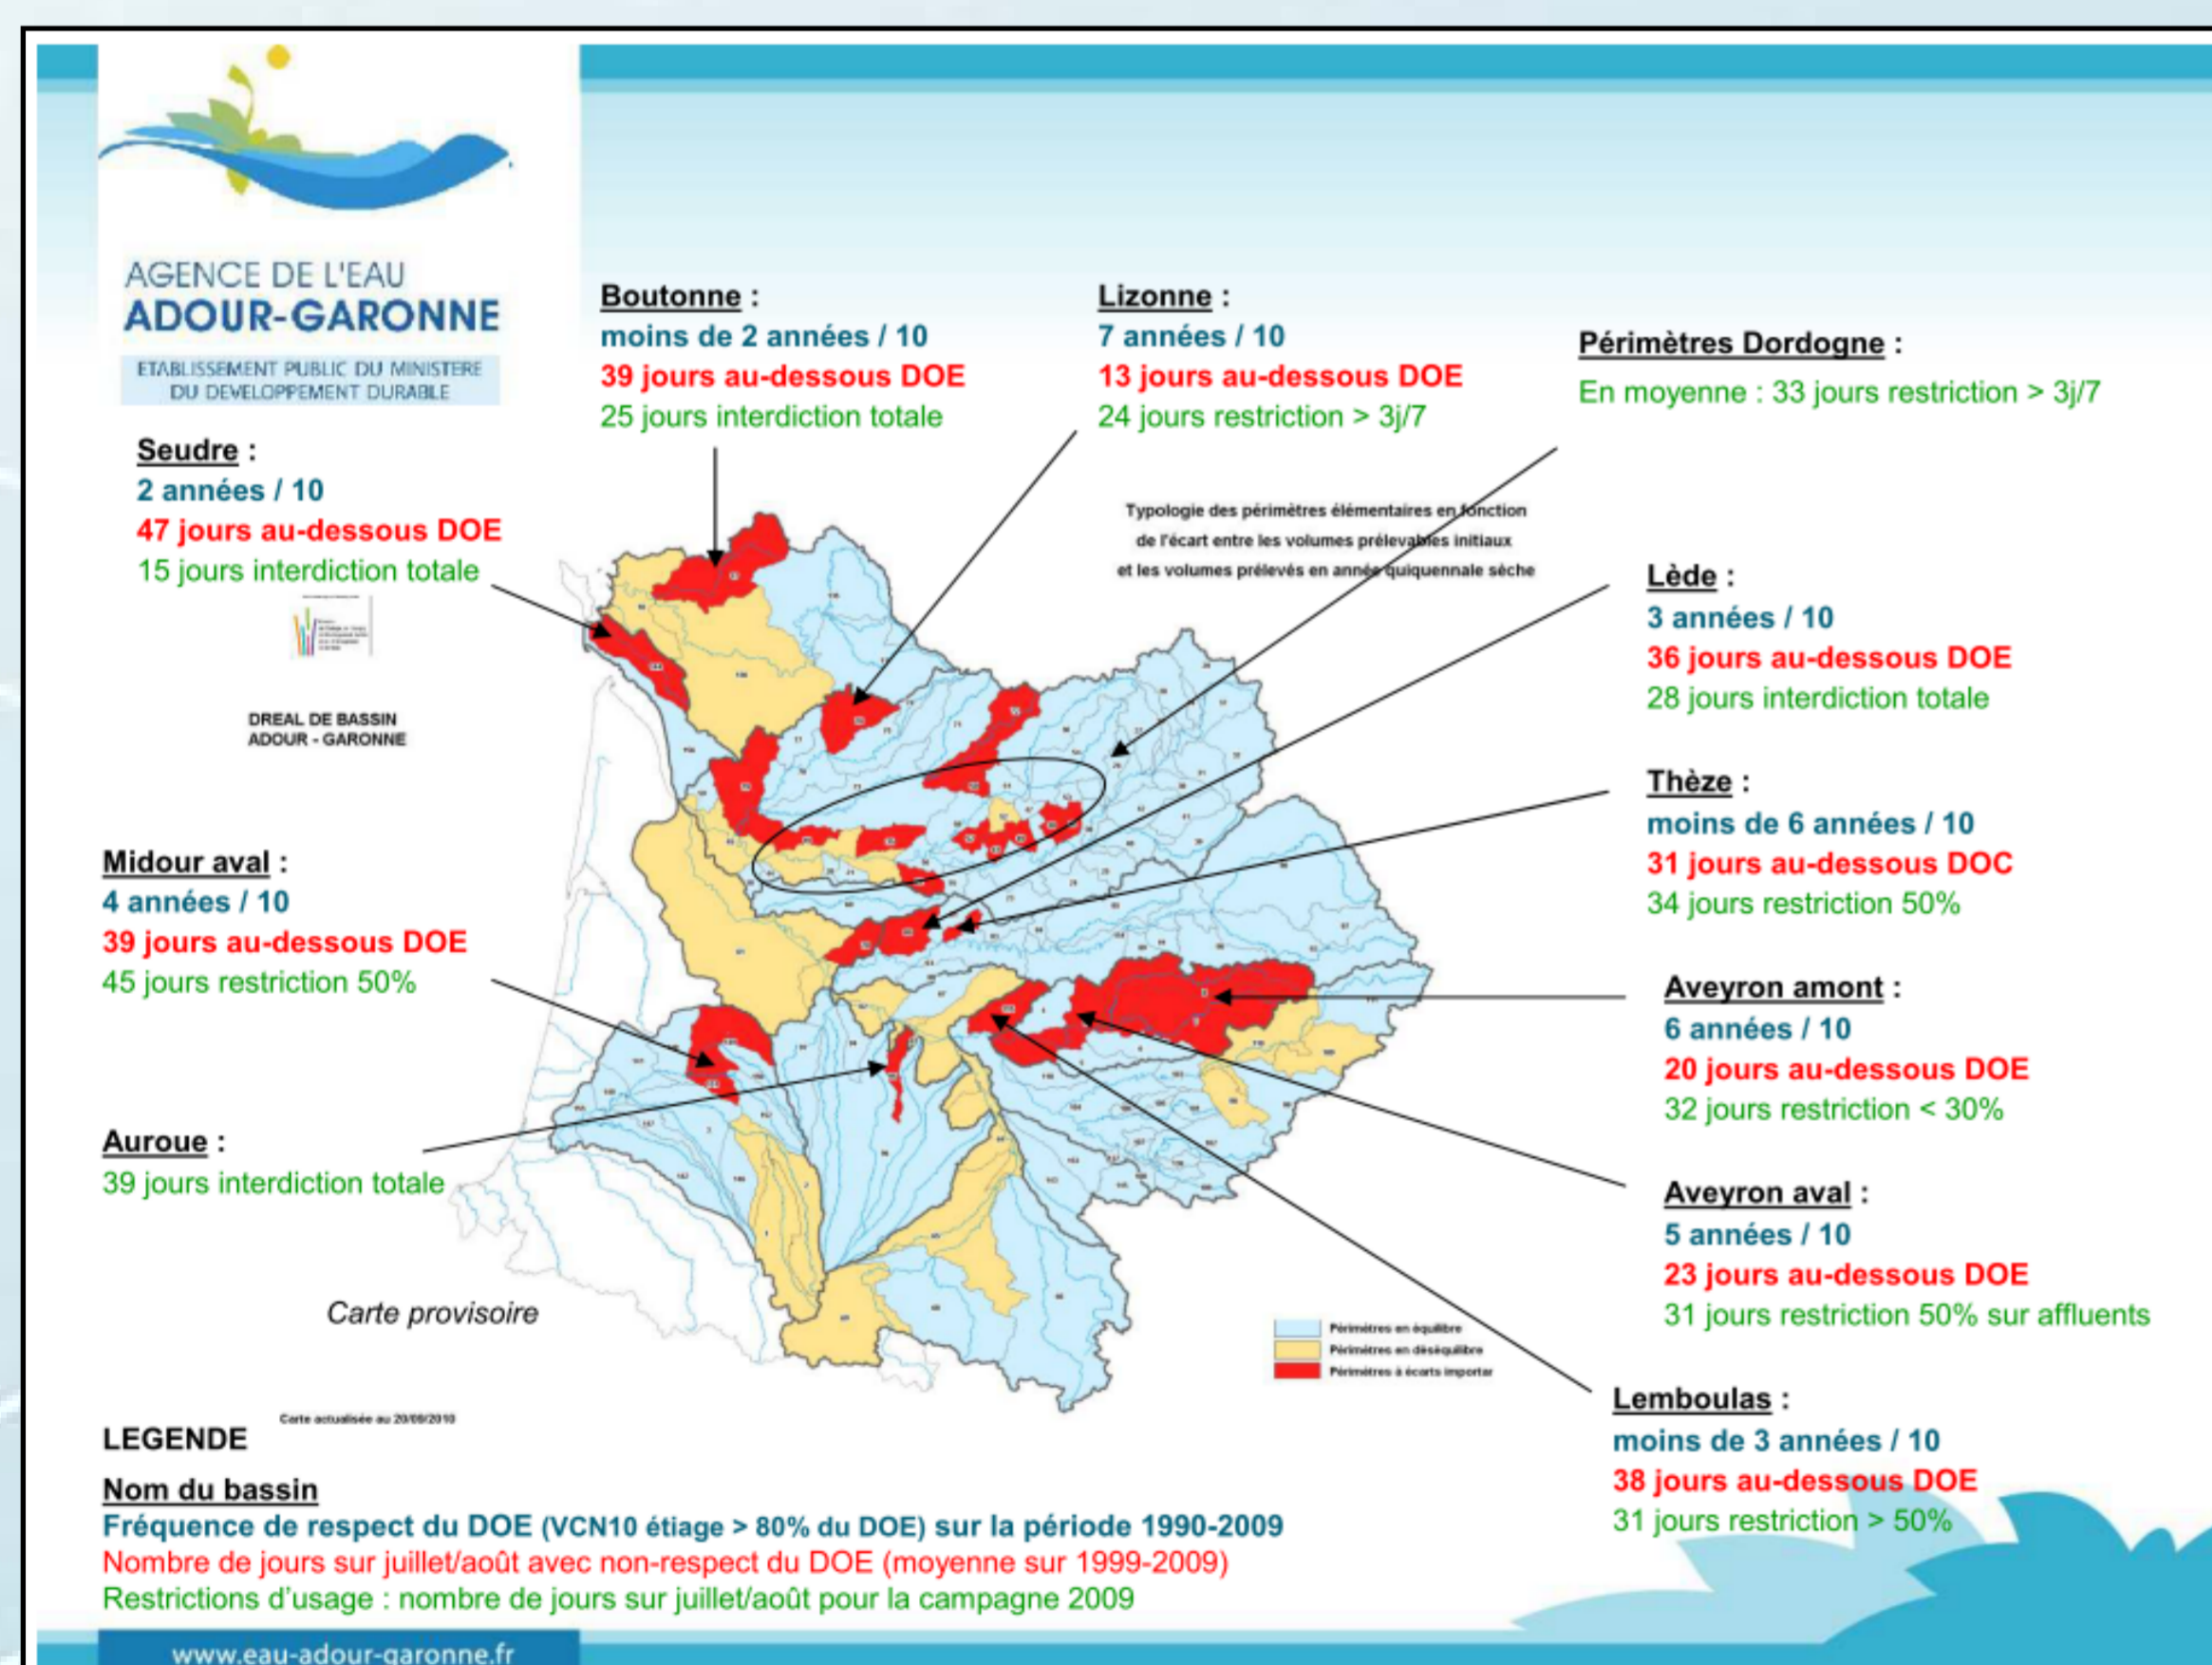 AGENCE DE L'EAU
ADOUR-GARONNE
ETABLISSEMENT PUBLIC DU MINISTERE
DU DEVELOPPEMENT DURABLE
Boutonne :
moins de 2 années / 10
39 jours au-dessous DOE
25 jours interdiction totale
Lizonne :
7 années / 10
13 jours au-dessous DOE
24 jours restriction > 3j/7
Périmètres Dordogne :
En moyenne : 33 jours restriction > 3j/7
Seudre :
2 années / 10
47 jours au-dessous DOE
15 jours interdiction totale
Typologie des périmètres élémentaires en fonction
de l'écart entre les volumes prélevables initiaux
et les volumes prélevés en année quiquennale sèche
DREAL DE BASSIN
ADOUR - GARONNE
Lède :
3 années / 10
36 jours au-dessous DOE
28 jours interdiction totale
Thèze :
moins de 6 années / 10
31 jours au-dessous DOC
34 jours restriction 50%
Midour aval :
4 années / 10
39 jours au-dessous DOE
45 jours restriction 50%
Aveyron amont :
6 années / 10
20 jours au-dessous DOE
32 jours restriction < 30%
Auroue :
39 jours interdiction totale
Aveyron aval :
5 années / 10
23 jours au-dessous DOE
31 jours restriction 50% sur affluents
Carte provisoire
Périmètres en équilibre
Périmètres en déséquilibre
Périmètres à écarts importar
Lemboulas :
moins de 3 années / 10
38 jours au-dessous DOE
31 jours restriction > 50%
Carte actualisée au
LEGENDE
Nom du bassin
Fréquence de respect du DOE (VCN10 étiage > 80% du DOE) sur la période 1990-2009
Nombre de jours sur juillet/août avec non-respect du DOE (moyenne sur 1999-2009)
Restrictions d'usage : nombre de jours sur juillet/août pour la campagne 2009
www.eau-adour-garonne.fr